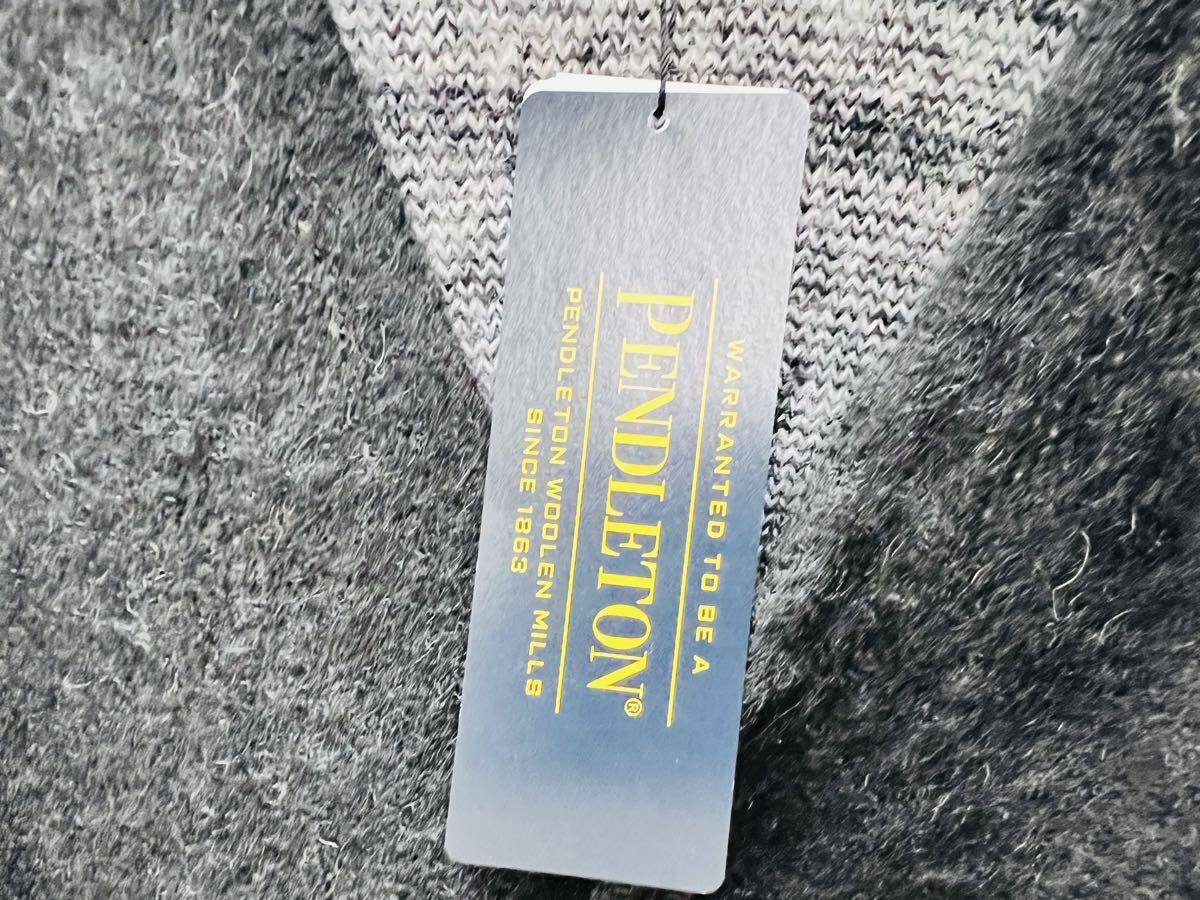 WARRANTED TO BE A
PENDLETON®
PENDLETON WOOLEN MILLS
SINCE 1863